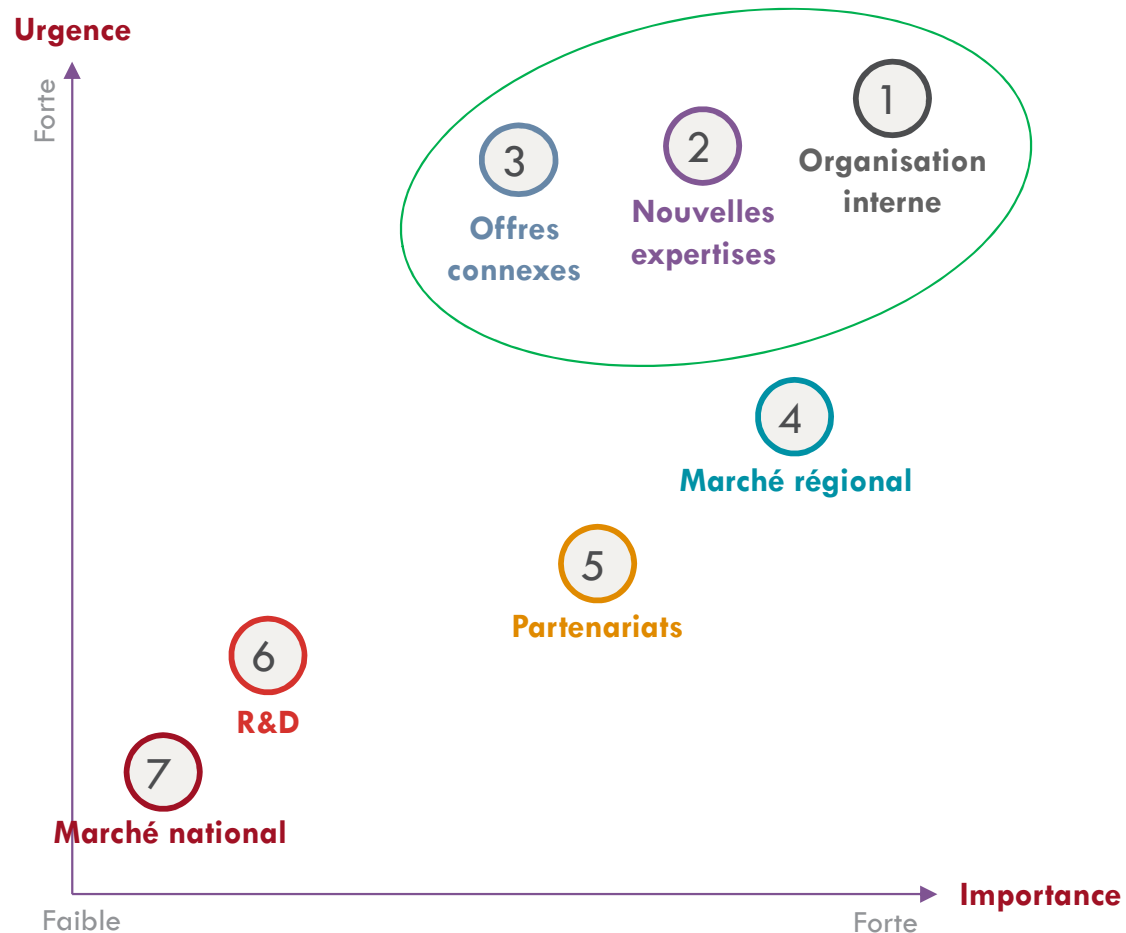 Urgence
Forte
1
Organisation
interne
2
Nouvelles
expertises
3
Offres
connexes
4
Marché régional
5
Partenariats
6
R&D
7
Marché national
Importance
Faible
Forte